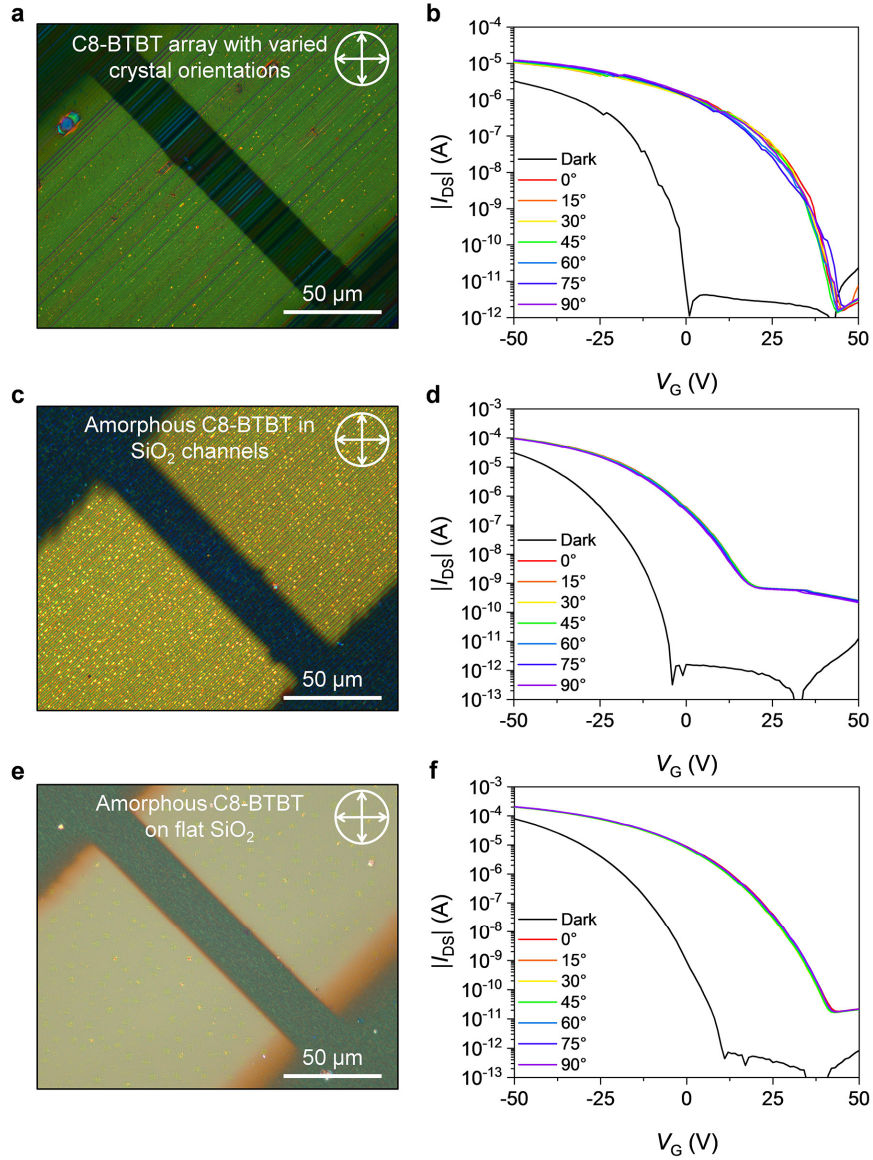 a
C8-BTBT array with varied
crystal orientations
50 μm
b
|I_DS| (A)
10⁻⁴
10⁻⁵
10⁻⁶
10⁻⁷
10⁻⁸
10⁻⁹
10⁻¹⁰
10⁻¹¹
10⁻¹²
Dark
0°
15°
30°
45°
60°
75°
90°
-50 -25 0 25 50
V_G (V)
c
Amorphous C8-BTBT in
SiO₂ channels
50 μm
d
|I_DS| (A)
10⁻³
10⁻⁴
10⁻⁵
10⁻⁶
10⁻⁷
10⁻⁸
10⁻⁹
10⁻¹⁰
10⁻¹¹
10⁻¹²
10⁻¹³
Dark
0°
15°
30°
45°
60°
75°
90°
-50 -25 0 25 50
V_G (V)
e
Amorphous C8-BTBT
on flat SiO₂
50 μm
f
|I_DS| (A)
10⁻³
10⁻⁴
10⁻⁵
10⁻⁶
10⁻⁷
10⁻⁸
10⁻⁹
10⁻¹⁰
10⁻¹¹
10⁻¹²
10⁻¹³
Dark
0°
15°
30°
45°
60°
75°
90°
-50 -25 0 25 50
V_G (V)